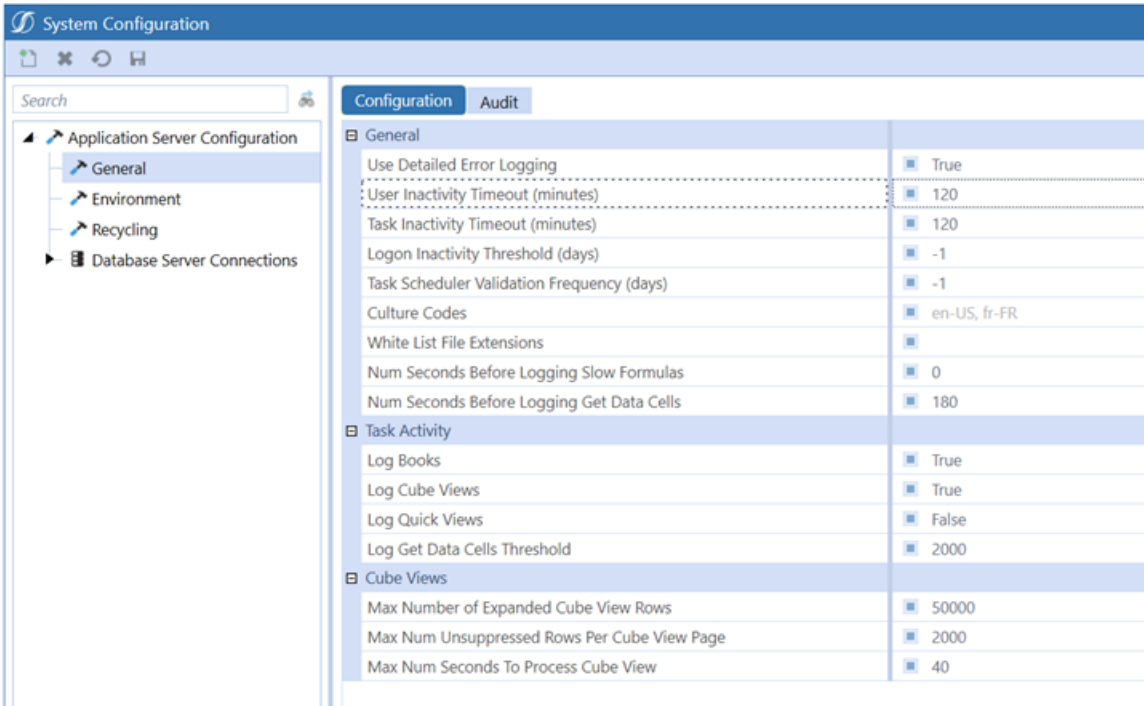 System Configuration
Search
Application Server Configuration
General
Environment
Recycling
Database Server Connections
Configuration Audit
General
Use Detailed Error Logging True
User Inactivity Timeout (minutes) 120
Task Inactivity Timeout (minutes) 120
Logon Inactivity Threshold (days) -1
Task Scheduler Validation Frequency (days) -1
Culture Codes en-US, fr-FR
White List File Extensions
Num Seconds Before Logging Slow Formulas 0
Num Seconds Before Logging Get Data Cells 180
Task Activity
Log Books True
Log Cube Views True
Log Quick Views False
Log Get Data Cells Threshold 2000
Cube Views
Max Number of Expanded Cube View Rows 50000
Max Num Unsuppressed Rows Per Cube View Page 2000
Max Num Seconds To Process Cube View 40